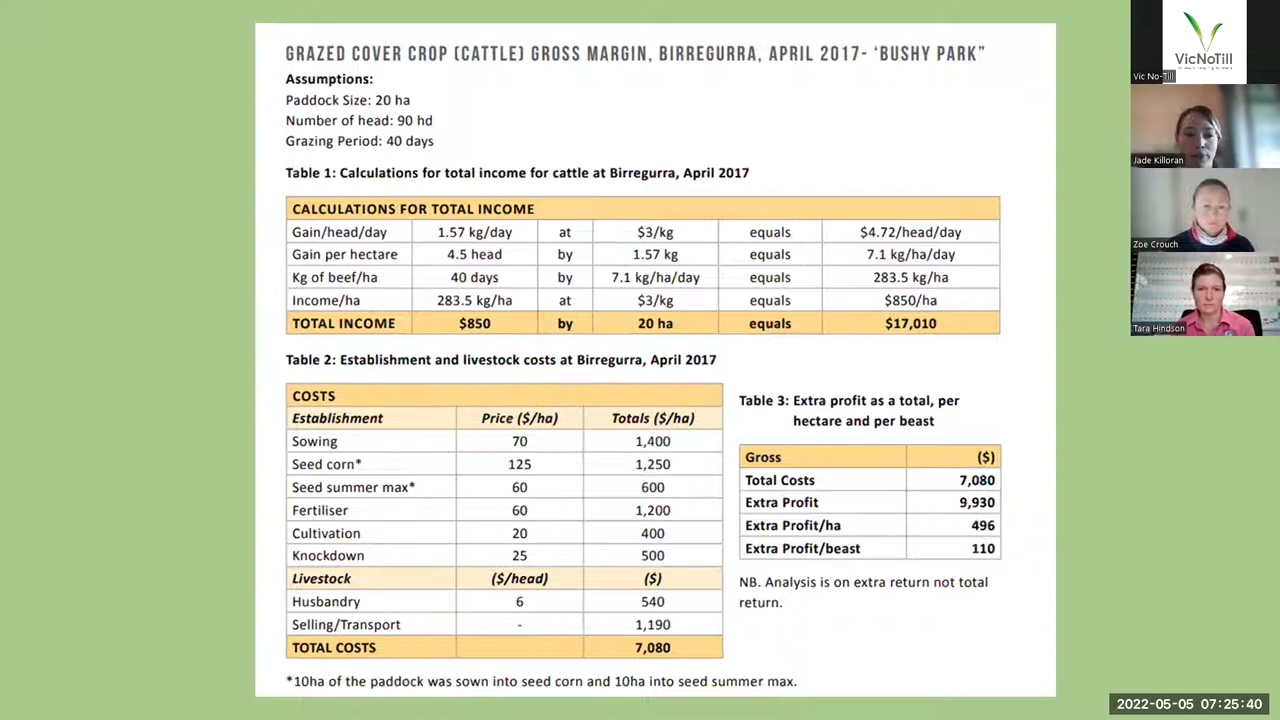 GRAZED COVER CROP (CATTLE) GROSS MARGIN, BIRREGURRA, APRIL 2017- ‘BUSHY PARK”
Assumptions:
Paddock Size: 20 ha
Number of head: 90 hd
Grazing Period: 40 days
Table 1: Calculations for total income for cattle at Birregurra, April 2017
CALCULATIONS FOR TOTAL INCOME
Gain/head/day 1.57 kg/day at $3/kg equals $4.72/head/day
Gain per hectare 4.5 head by 1.57 kg equals 7.1 kg/ha/day
Kg of beef/ha 40 days by 7.1 kg/ha/day equals 283.5 kg/ha
Income/ha 283.5 kg/ha at $3/kg equals $850/ha
TOTAL INCOME $850 by 20 ha equals $17,010
Table 2: Establishment and livestock costs at Birregurra, April 2017
COSTS
Establishment Price ($/ha) Totals ($/ha)
Sowing 70 1,400
Seed corn* 125 1,250
Seed summer max* 60 600
Fertiliser 60 1,200
Cultivation 20 400
Knockdown 25 500
Livestock ($/head) ($)
Husbandry 6 540
Selling/Transport - 1,190
TOTAL COSTS 7,080
*10ha of the paddock was sown into seed corn and 10ha into seed summer max.
Table 3: Extra profit as a total, per
hectare and per beast
Gross ($)
Total Costs 7,080
Extra Profit 9,930
Extra Profit/ha 496
Extra Profit/beast 110
NB. Analysis is on extra return not total
return.
VicNoTill
Vic No-Till
Jade Killoran
Zoe Crouch
Tara Hindson
2022-05-05 07:25:40